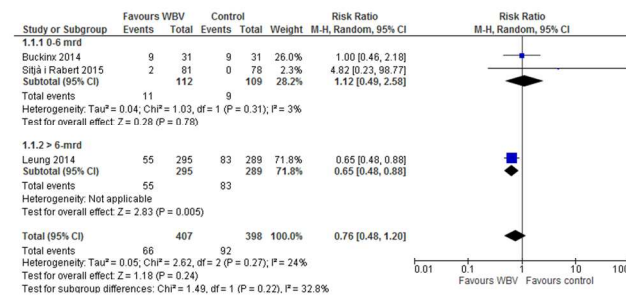 Favours WBV Control Risk Ratio Risk Ratio
Study or Subgroup Events Total Events Total Weight M-H, Random, 95% CI M-H, Random, 95% CI
1.1.1 0-6 mrd
Buckinx 2014 9 31 9 31 26.0% 1.00 [0.46, 2.18]
Sitjà i Rabert 2015 2 81 0 78 2.3% 4.82 [0.23, 98.77]
Subtotal (95% CI) 112 109 28.2% 1.12 [0.49, 2.58]
Total events 11 9
Heterogeneity: Tau² = 0.04; Chi² = 1.03, df = 1 (P = 0.31); I² = 3%
Test for overall effect: Z = 0.28 (P = 0.78)
1.1.2 > 6-mrd
Leung 2014 55 295 83 289 71.8% 0.65 [0.48, 0.88]
Subtotal (95% CI) 295 289 71.8% 0.65 [0.48, 0.88]
Total events 55 83
Heterogeneity: Not applicable
Test for overall effect: Z = 2.83 (P = 0.005)
Total (95% CI) 407 398 100.0% 0.76 [0.48, 1.20]
Total events 66 92
Heterogeneity: Tau² = 0.05; Chi² = 2.62, df = 2 (P = 0.27); I² = 24%
Test for overall effect: Z = 1.18 (P = 0.24)
Test for subgroup differences: Chi² = 1.49, df = 1 (P = 0.22), I² = 32.8%
0.01 0.1 1 10 100
Favours WBV Favours control